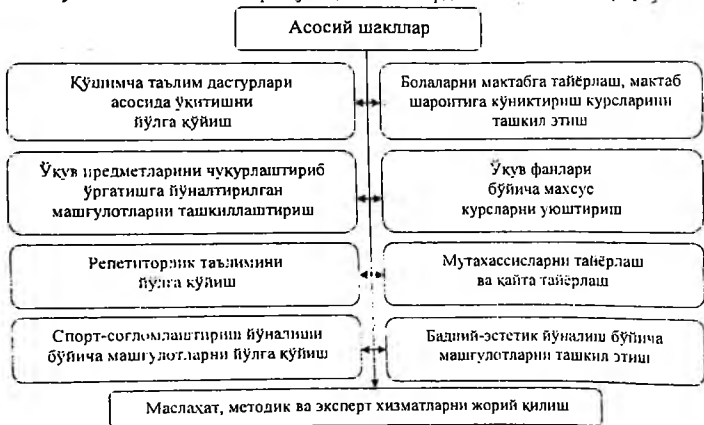 Асосий шакллар
Қўшимча таълим дастурлари
асосида ўқитишни
йўлга қўйиш
Болаларни мактабга тайёрлаш, мактаб
шароитига кўниктириш курсларини
ташкил этиш
Ўқув предметларини чуқурлаштириб
ўргатишга йўналтирилган
машғулотларни ташкиллаштириш
Ўқув фанлари
бўйича махсус
курсларни уюштириш
Репетиторлик таълимини
йўлга қўйиш
Мутахассисларни тайёрлаш
ва қайта тайёрлаш
Спорт-соғломлаштириш йўналиши
бўйича машғулотларни йўлга қўйиш
Бадиий-эстетик йўналиш бўйича
машғулотларни ташкил этиш
Маслаҳат, методик ва эксперт хизматларни жорий қилиш